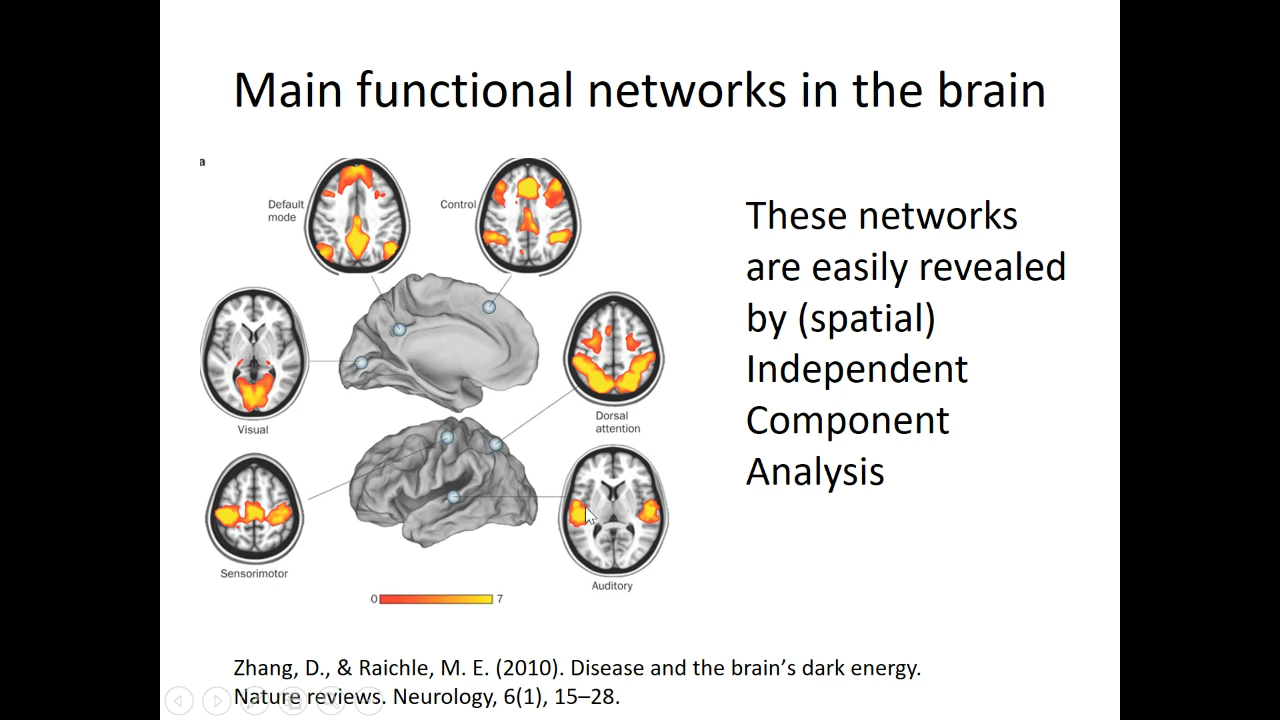 Main functional networks in the brain
a
Default
mode
Control
Visual
Dorsal
attention
Sensorimotor
Auditory
0
7
These networks
are easily revealed
by (spatial)
Independent
Component
Analysis
Zhang, D., & Raichle, M. E. (2010). Disease and the brain’s dark energy.
Nature reviews. Neurology, 6(1), 15–28.